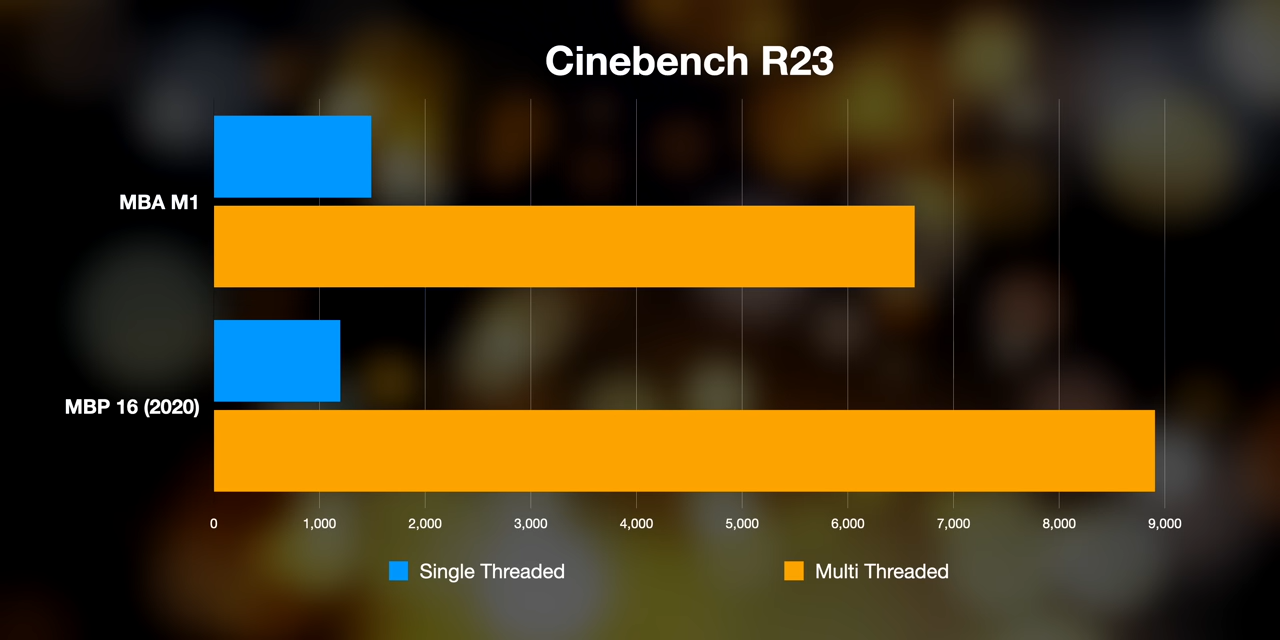 Cinebench R23
MBA M1
MBP 16 (2020)
0 1,000 2,000 3,000 4,000 5,000 6,000 7,000 8,000 9,000
Single Threaded Multi Threaded